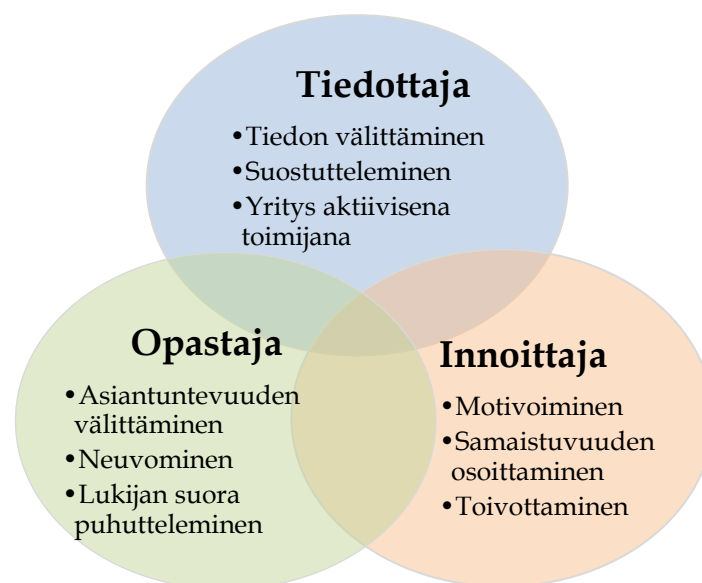 Tiedottaja
•Tiedon välittäminen
•Suostutteleminen
•Yritys aktiivisena
toimijana
Opastaja
•Asiantuntevuuden
välittäminen
•Neuvominen
•Lukijan suora
puhutteleminen
Innoittaja
•Motivoiminen
•Samaistuvuuden
osoittaminen
•Toivottaminen